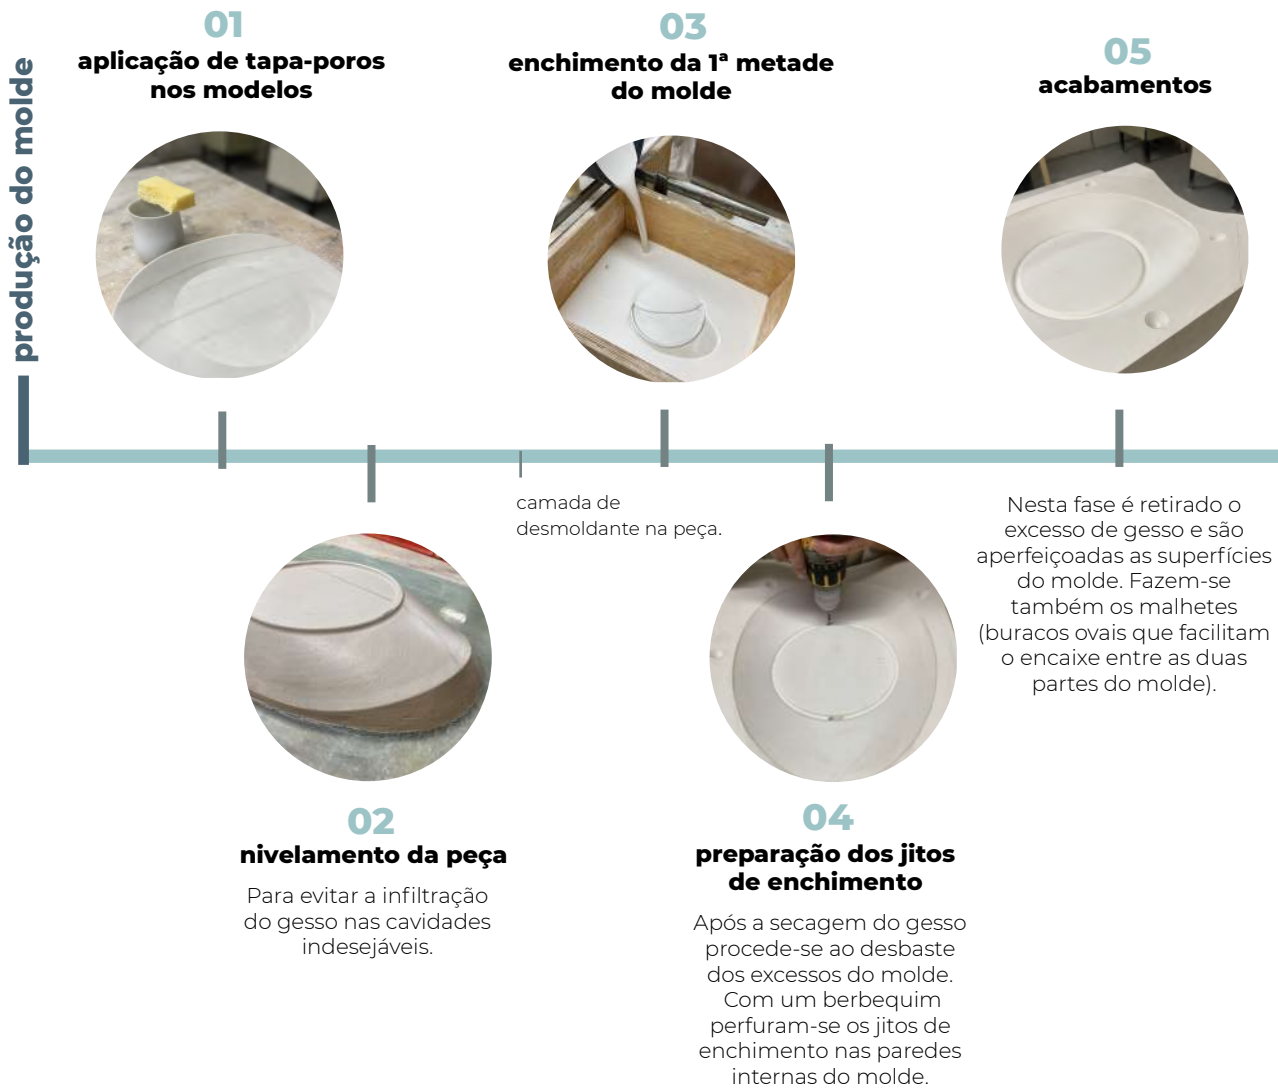 produção do molde
01
aplicação de tapa-poros
nos modelos
02
nivelamento da peça
Para evitar a infiltração
do gesso nas cavidades
indesejáveis.
camada de
desmoldante na peça.
03
enchimento da 1ª metade
do molde
04
preparação dos jitos
de enchimento
Após a secagem do gesso
procede-se ao desbaste
dos excessos do molde.
Com um berbequim
perfuram-se os jitos de
enchimento nas paredes
internas do molde.
05
acabamentos
Nesta fase é retirado o
excesso de gesso e são
aperfeiçoadas as superfícies
do molde. Fazem-se
também os malhetes
(buracos ovais que facilitam
o encaixe entre as duas
partes do molde).